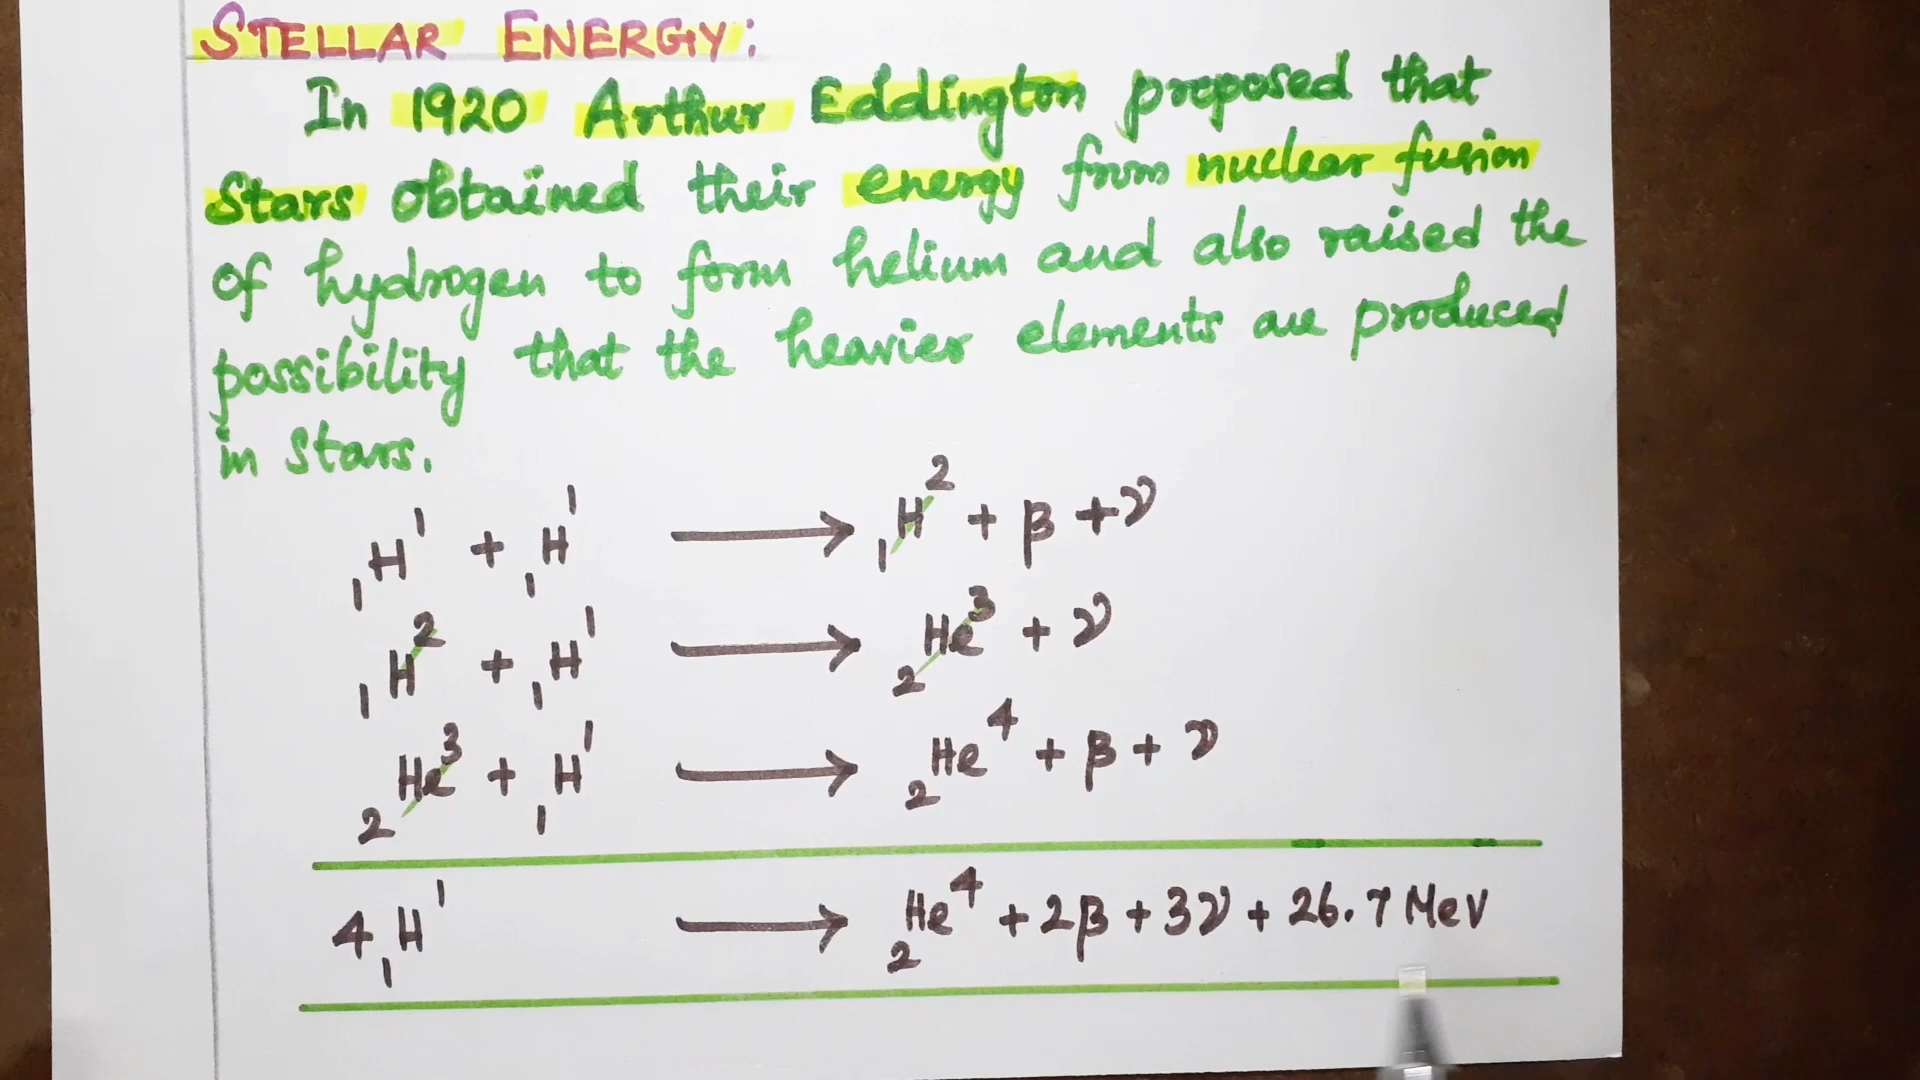 STELLAR ENERGY:
In 1920 Arthur Eddington proposed that
Stars obtained their energy from nuclear fusion
of hydrogen to form helium and also raised the
possibility that the heavier elements are produced
in stars.
₁H¹ + ₁H¹ ⟶ ₁H² + β + ν
₁H² + ₁H¹ ⟶ ₂He³ + ν
₂He³ + ₁H¹ ⟶ ₂He⁴ + β + ν
4 ₁H¹ ⟶ ₂He⁴ + 2β + 3ν + 26.7 MeV